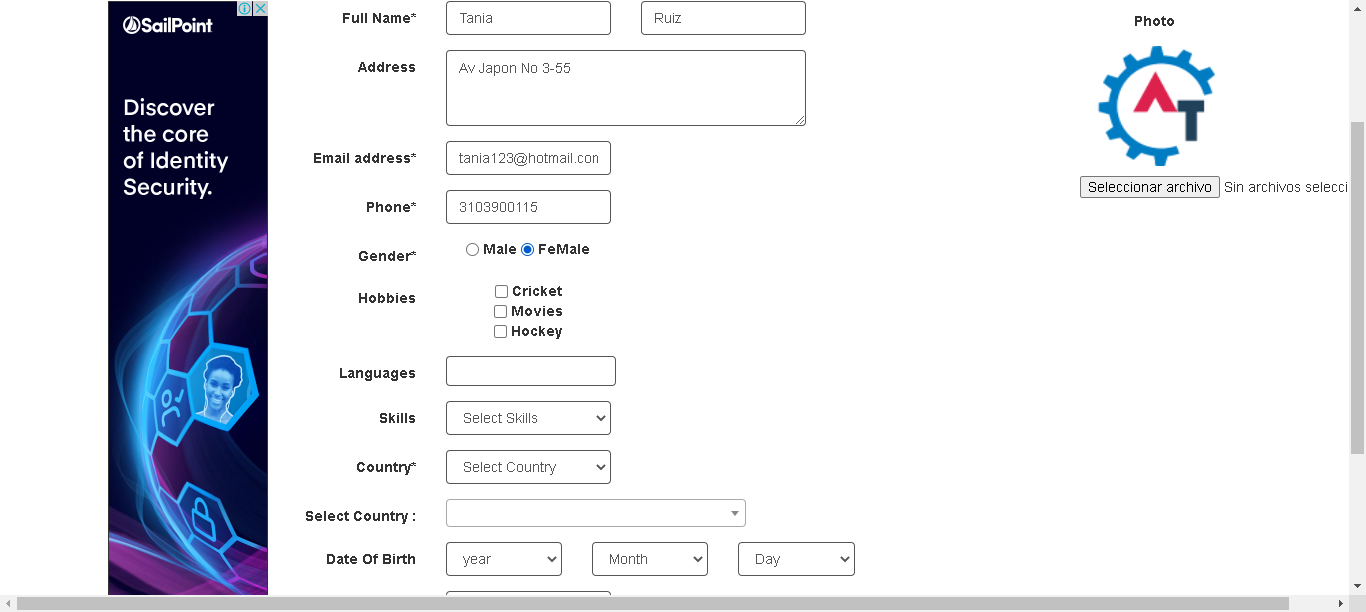 SailPoint
Discover
the core
of Identity
Security.
Full Name*
Tania
Ruiz
Address
Av Japon No 3-55
Email address*
tania123@hotmail.con
Phone*
3103900115
Gender*
Male
FeMale
Hobbies
Cricket
Movies
Hockey
Languages
Skills
Select Skills
Country*
Select Country
Select Country :
Date Of Birth
year
Month
Day
Photo
AT
Seleccionar archivo
Sin archivos selecci